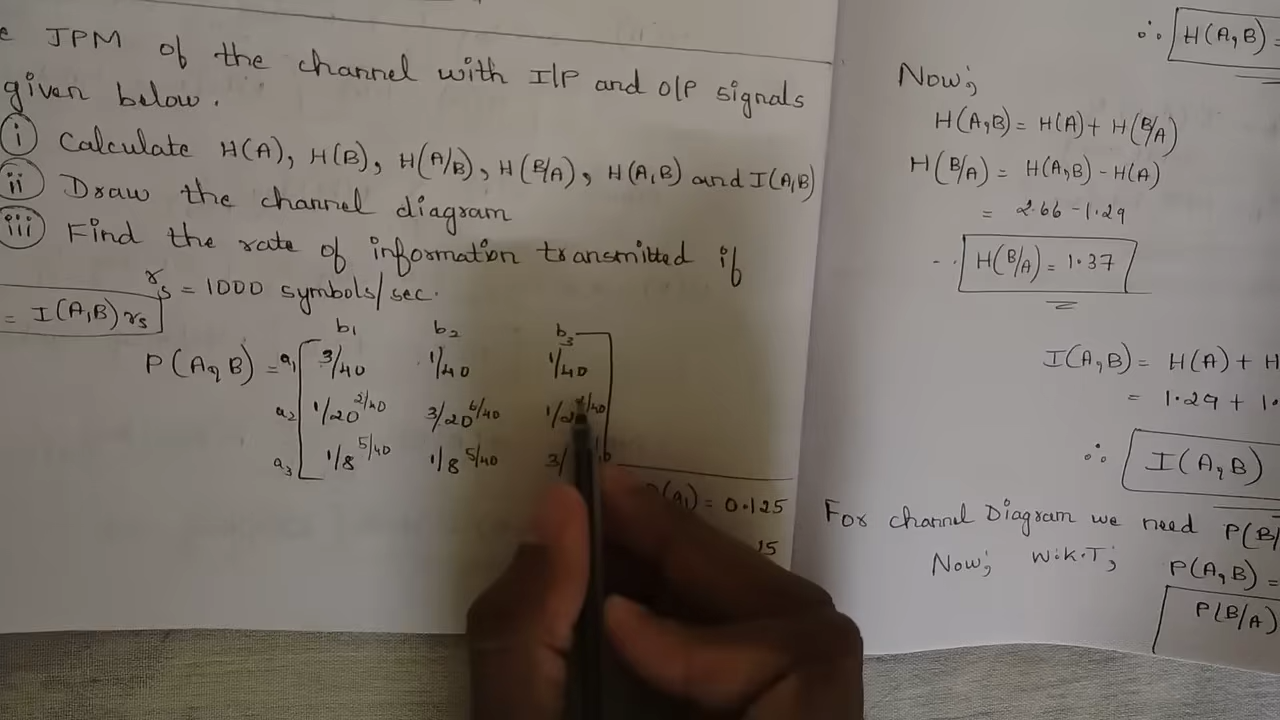 e JPM of the channel with I/P and O/P signals
given below.
(i) Calculate H(A), H(B), H(A/B), H(B/A), H(A,B) and I(A,B)
(ii) Draw the channel diagram
(iii) Find the rate of information transmitted if
rs = 1000 symbols/sec.
= I(A,B) rs
b1 b2 b3
P(A,B) = a1 3/40 1/40 1/40
a2 1/20 2/40 3/20 6/40 /40
a3 1/8 5/40 1/8 5/40 3/
(a1) = 0.125
∴ H(A,B) =
Now;
H(A,B) = H(A) + H(B/A)
H(B/A) = H(A,B) - H(A)
= 2.66 - 1.29
∴ H(B/A) = 1.37
I(A,B) = H(A) + H
= 1.29 + 1.
∴ I(A,B)
For channel Diagram we need P(B/
Now; W.K.T; P(A,B) =
P(B/A)